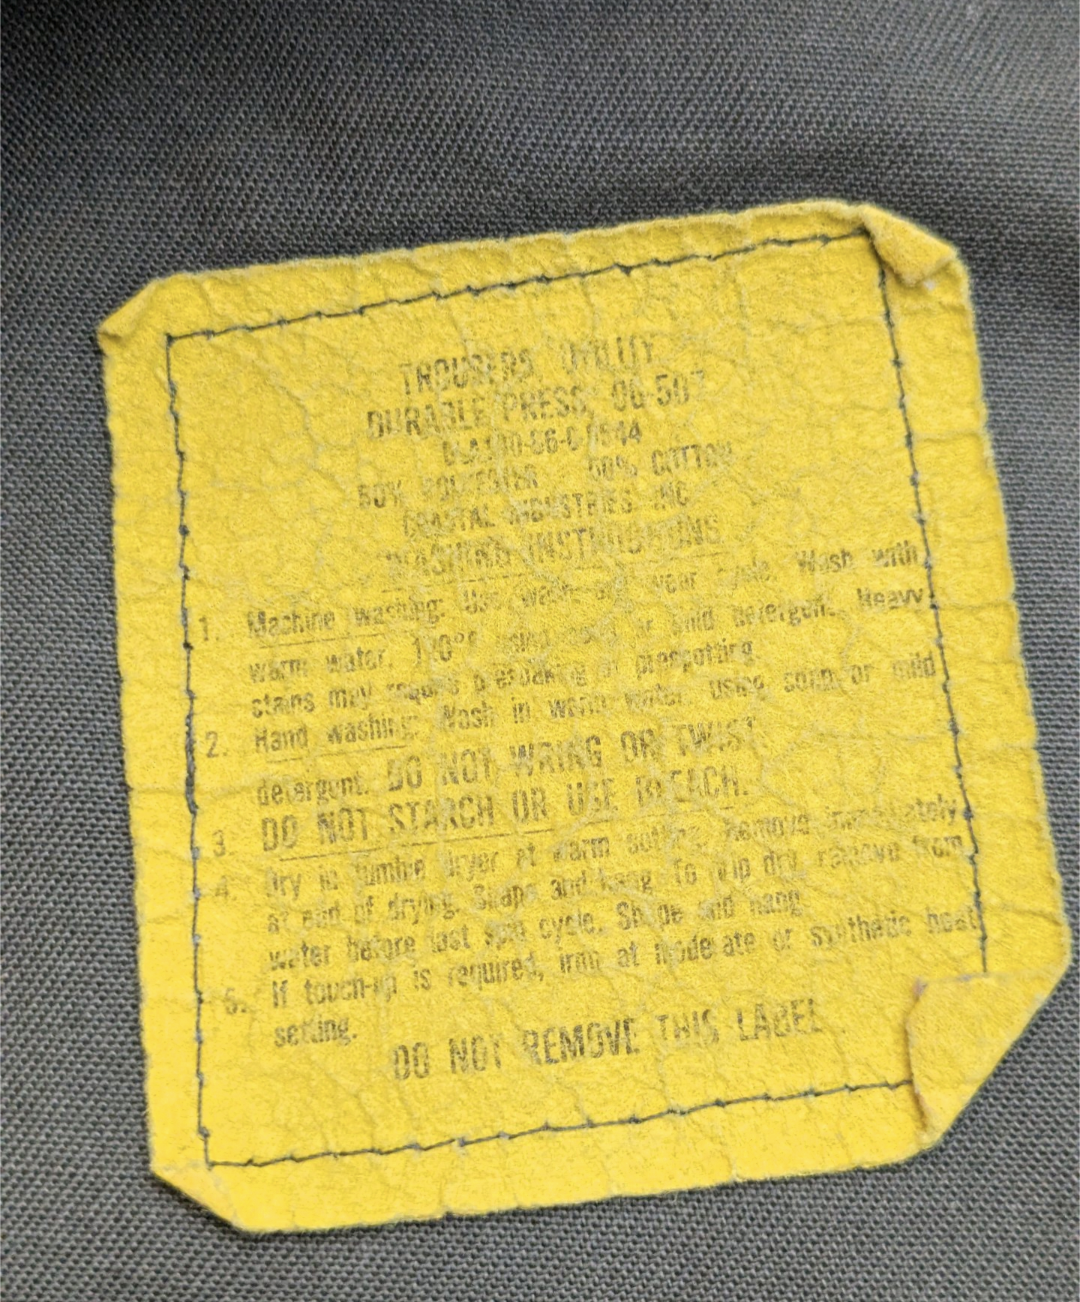 TROUSERS UTILITY
DURABLE PRESS, OG-507
50% POLYESTER 50% COTTON
COASTAL INDUSTRIES INC
WASHING INSTRUCTIONS
1. Machine washing: Use wash and wear cycle. Wash with
warm water, 120°F using soap or mild detergent. Heavy
stains may require presoaking or prespotting.
2. Hand washing: Wash in warm water, using soap or mild
detergent. DO NOT WRING OR TWIST
3. DO NOT STARCH OR USE BLEACH.
4. Dry in tumble dryer at warm setting. Remove immediately
at end of drying. Shape and hang. To drip dry, remove from
water before last spin cycle. Shape and hang.
5. If touch-up is required, iron at moderate or synthetic heat
setting.
DO NOT REMOVE THIS LABEL